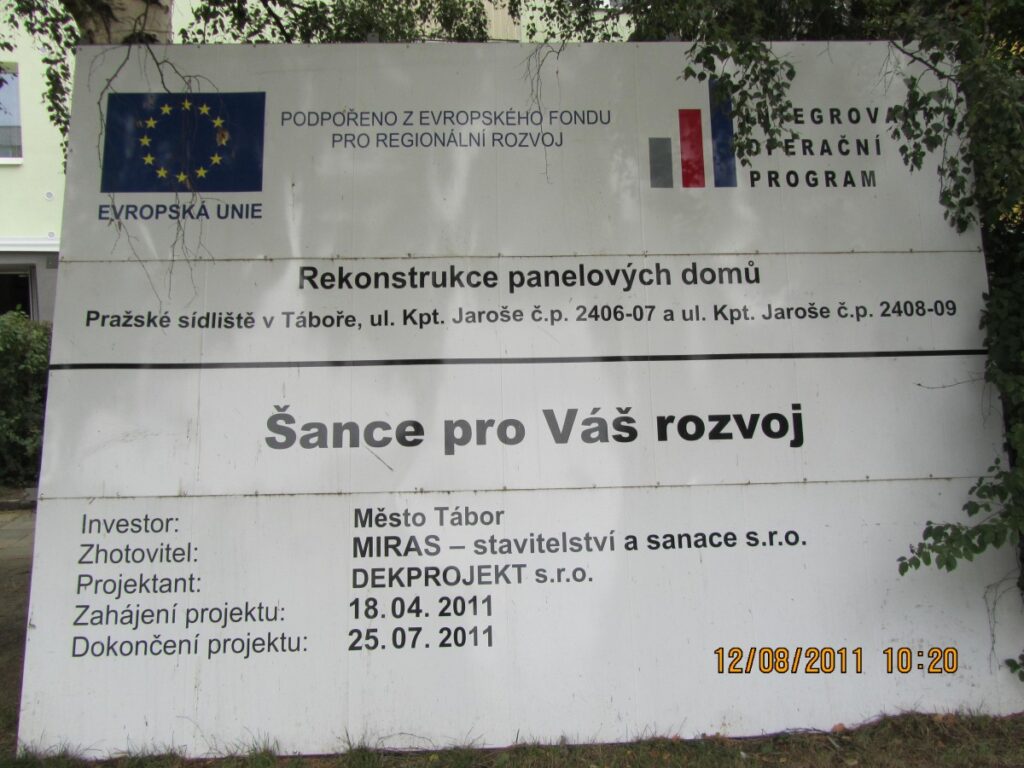 PODPOŘENO Z EVROPSKÉHO FONDU
PRO REGIONÁLNÍ ROZVOJ
EVROPSKÁ UNIE
OPERAČNÍ
PROGRAM
Rekonstrukce panelových domů
Pražské sídliště v Táboře, ul. Kpt. Jaroše č.p. 2406-07 a ul. Kpt. Jaroše č.p. 2408-09
Šance pro Váš rozvoj
Investor: Město Tábor
Zhotovitel: MIRAS – stavitelství a sanace s.r.o.
Projektant: DEKPROJEKT s.r.o.
Zahájení projektu: 18.04. 2011
Dokončení projektu: 25.07. 2011
12/08/2011 10:20